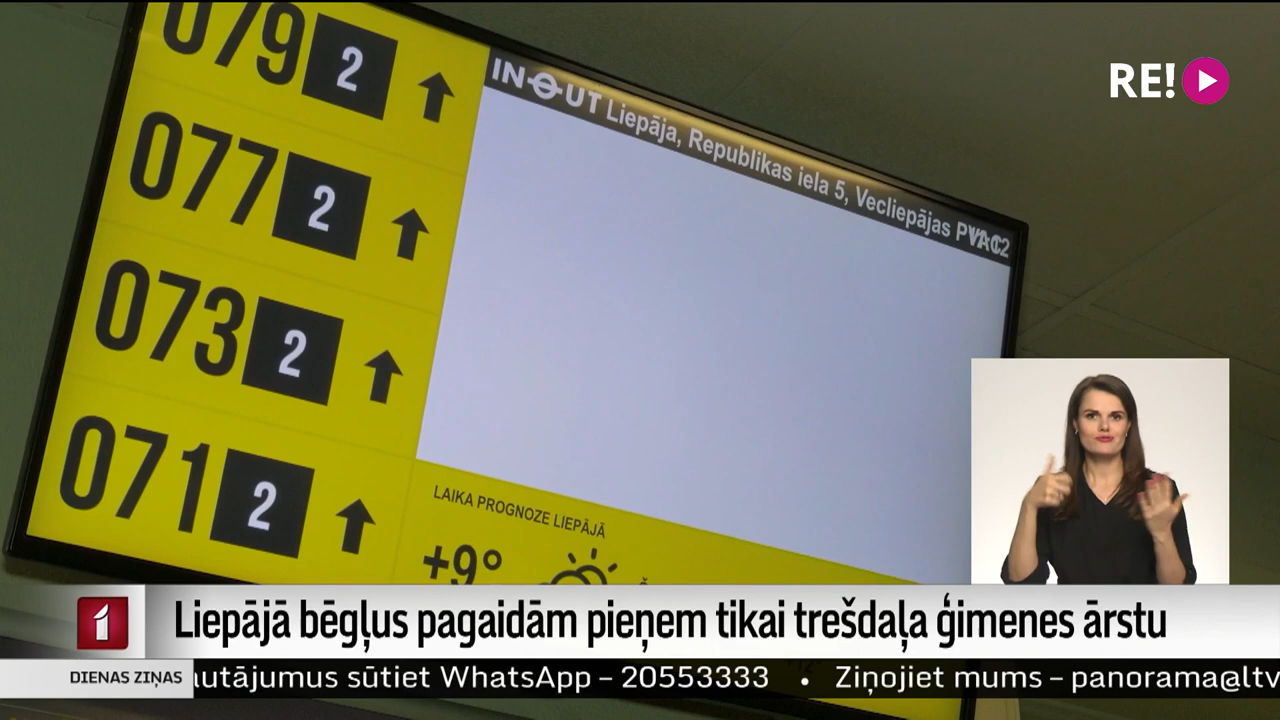 079 2
077 2
073 2
071 2
IN OUT Liepāja, Republikas iela 5, Vecliepājas
LAIKA PROGNOZE LIEPĀJĀ
+9°
RE!
1 Liepājā bēgļus pagaidām pieņem tikai trešdaļa ģimenes ārstu
DIENAS ZIŅAS
sūtiet WhatsApp – 20553333 • Ziņojiet mums – panorama@ltv